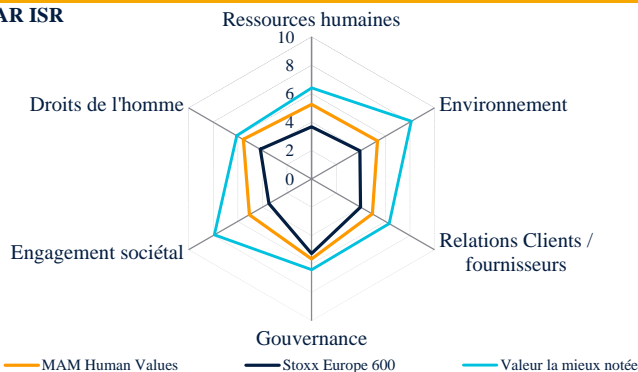 AR ISR
Ressources humaines
10
8
6
4
2
0
Droits de l'homme
Environnement
Engagement sociétal
Relations Clients /
fournisseurs
Gouvernance
MAM Human Values
Stoxx Europe 600
Valeur la mieux notée